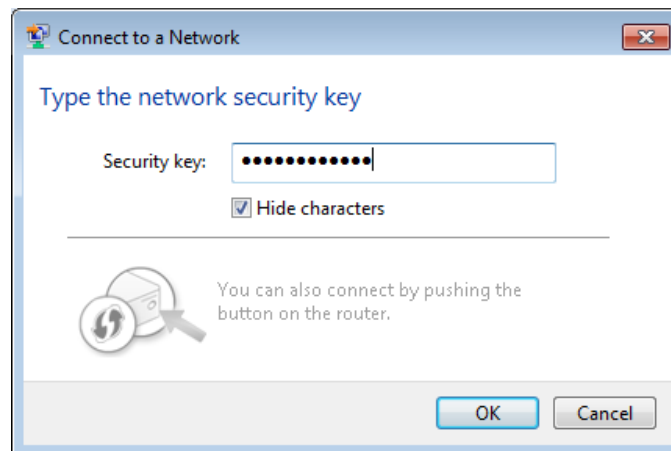 Connect to a Network
Type the network security key
Security key: ●●●●●●●●●●●●
Hide characters
You can also connect by pushing the
button on the router.
OK Cancel